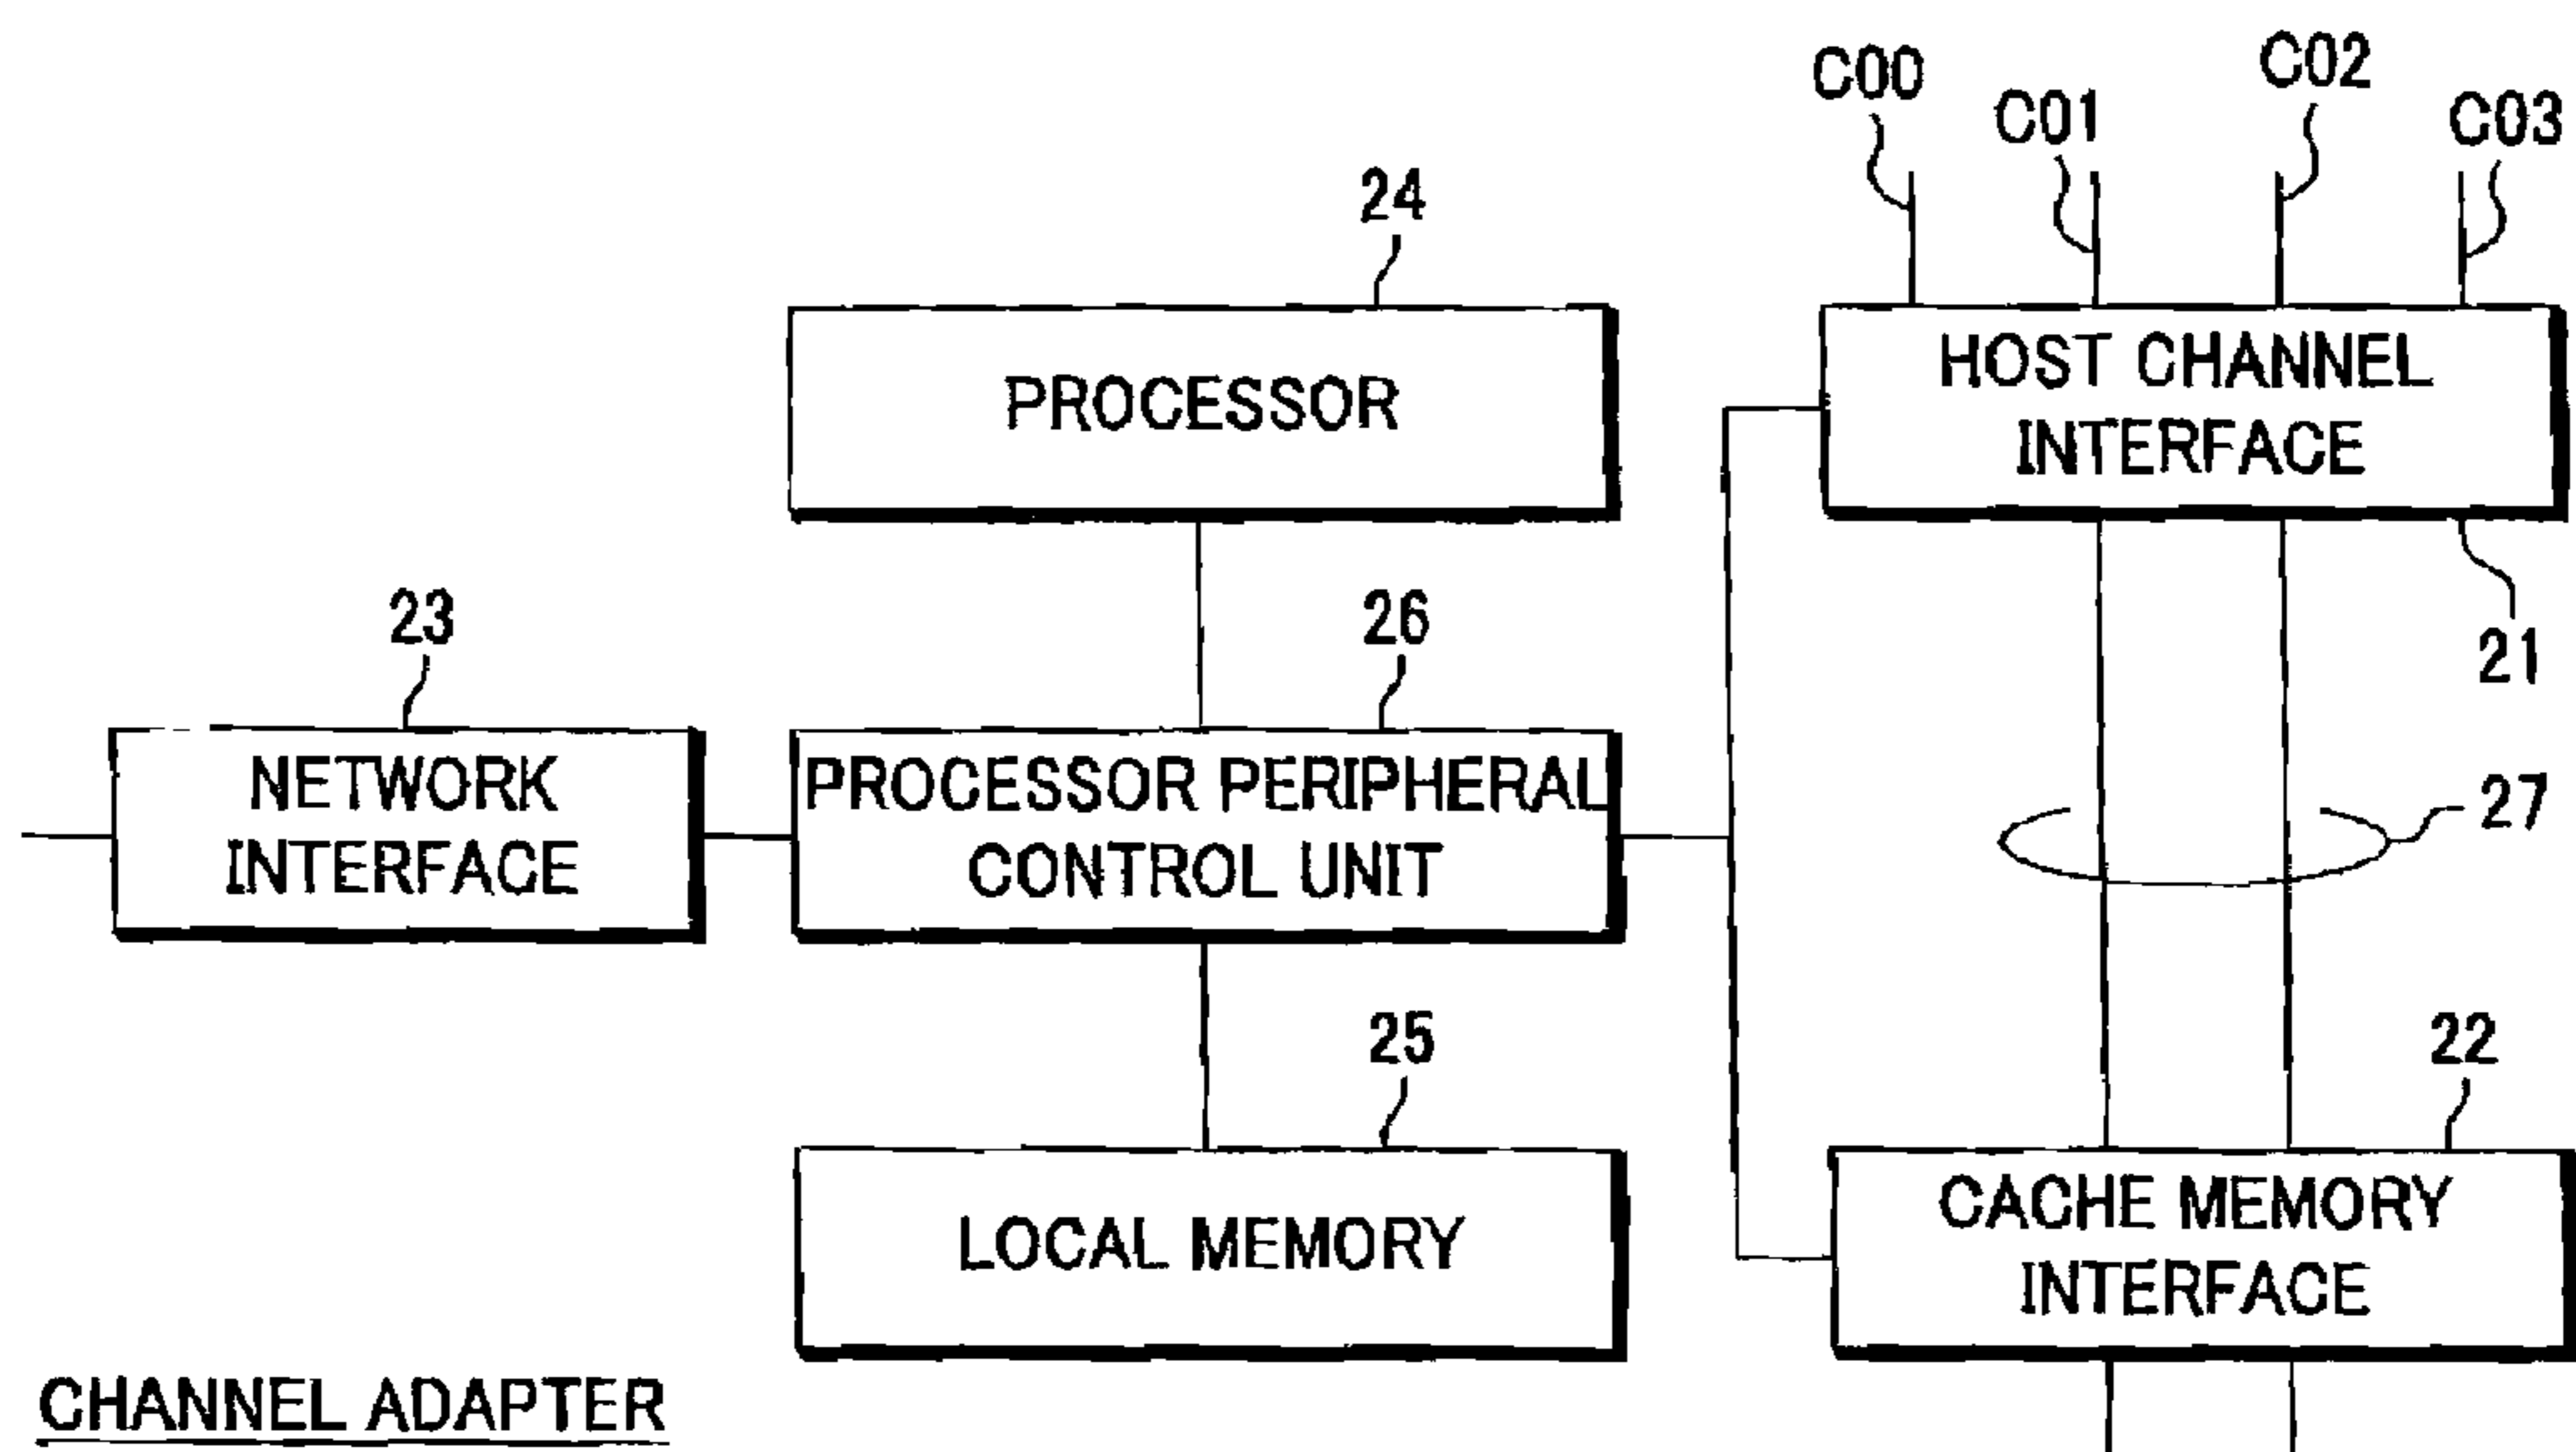 C00
C01
C02
C03
24
PROCESSOR
HOST CHANNEL
INTERFACE
21
23
NETWORK
INTERFACE
26
PROCESSOR PERIPHERAL
CONTROL UNIT
27
25
LOCAL MEMORY
22
CACHE MEMORY
INTERFACE
CHANNEL ADAPTER